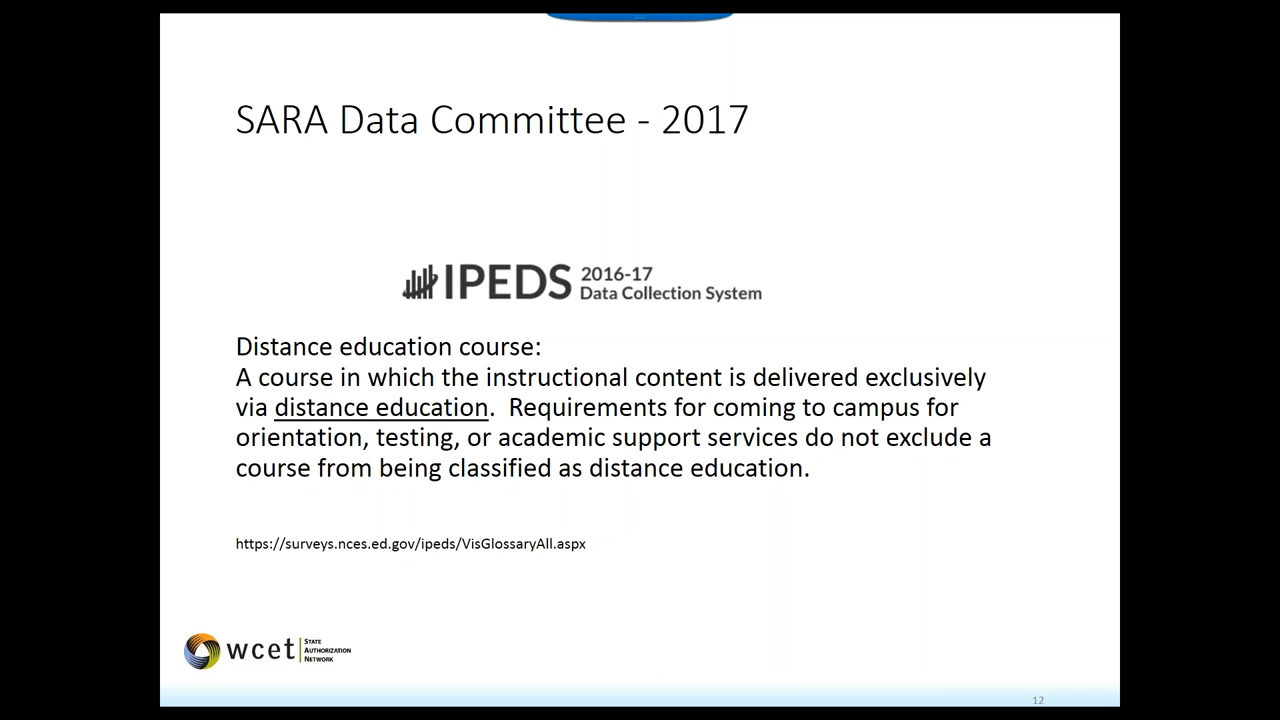 SARA Data Committee - 2017
IPEDS 2016-17
Data Collection System
Distance education course:
A course in which the instructional content is delivered exclusively
via distance education.  Requirements for coming to campus for
orientation, testing, or academic support services do not exclude a
course from being classified as distance education.
https://surveys.nces.ed.gov/ipeds/VisGlossaryAll.aspx
wcet
STATE
AUTHORIZATION
NETWORK
12